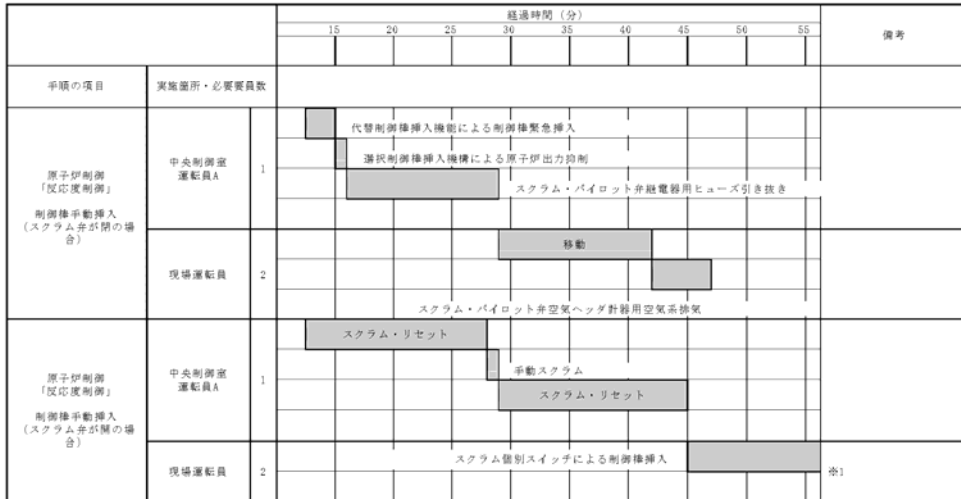 経過時間（分）
備考
15 20 25 30 35 40 45 50 55
手順の項目
実施箇所・必要要員数
原子炉制御
「反応度制御」
制御棒手動挿入
（スクラム弁が閉の場
合）
中央制御室
運転員A
1
代替制御棒挿入機能による制御棒緊急挿入
選択制御棒挿入機構による原子炉出力抑制
スクラム・パイロット弁継電器用ヒューズ引き抜き
現場運転員
2
移動
スクラム・パイロット弁空気ヘッダ計器用空気系排気
原子炉制御
「反応度制御」
制御棒手動挿入
（スクラム弁が開の場
合）
中央制御室
運転員A
1
スクラム・リセット
手動スクラム
スクラム・リセット
現場運転員
2
スクラム個別スイッチによる制御棒挿入
※1